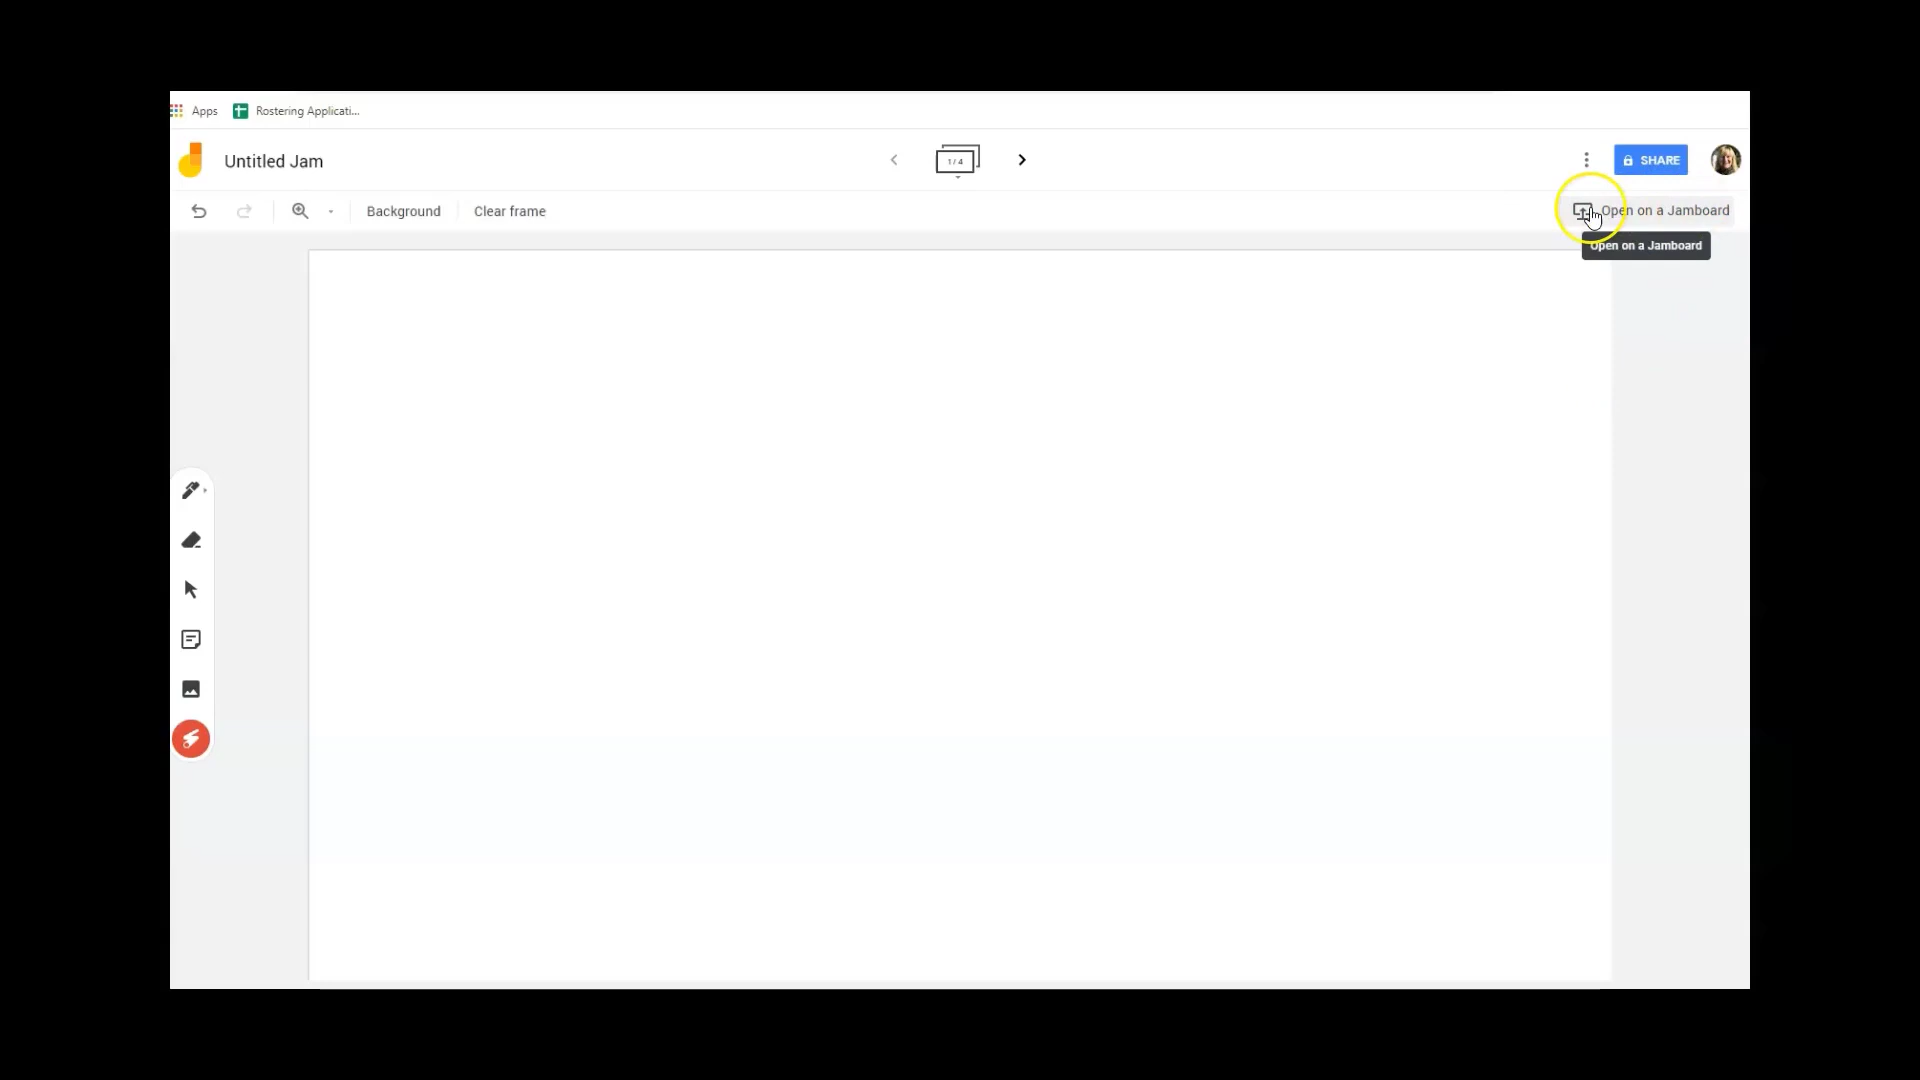 Apps Rostering Applicati...
Untitled Jam 1 / 4 SHARE
Background Clear frame Open on a Jamboard
Open on a Jamboard